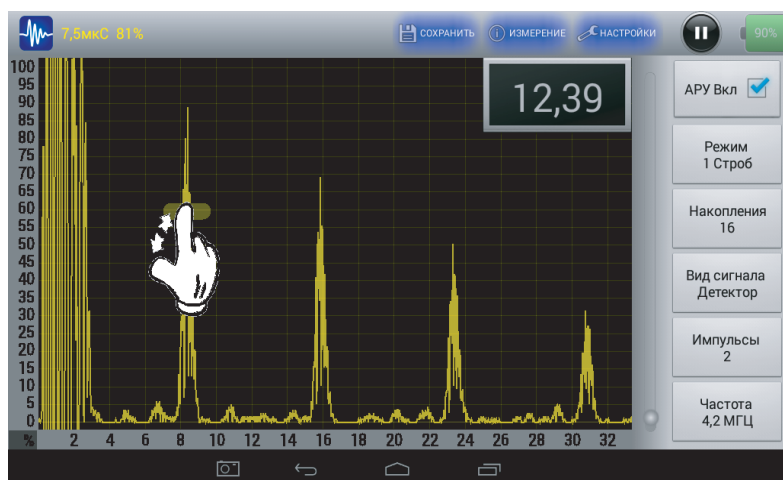 7,5мкС 81%
СОХРАНИТЬ
ИЗМЕРЕНИЕ
НАСТРОЙКИ
90%
12,39
АРУ Вкл
Режим
1 Строб
Накопления
16
Вид сигнала
Детектор
Импульсы
2
Частота
4,2 МГЦ
100
95
90
85
80
75
70
65
60
55
50
45
40
35
30
25
20
15
10
5
0
% 2 4 6 8 10 12 14 16 18 20 22 24 26 28 30 32